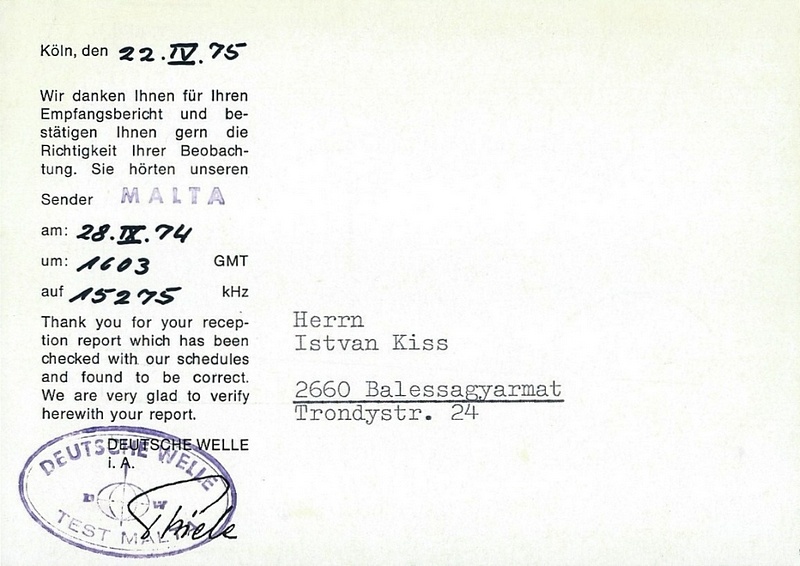 Köln, den 22.IV.75
Wir danken Ihnen für Ihren
Empfangsbericht und be-
stätigen Ihnen gern die
Richtigkeit Ihrer Beobach-
tung. Sie hörten unseren
Sender MALTA
am: 28.IX.74
um: 1603 GMT
auf 15275 kHz
Thank you for your recep-
tion report which has been
checked with our schedules
and found to be correct.
We are very glad to verify
herewith your report.
DEUTSCHE WELLE
i. A.
DEUTSCHE WELLE
D W
TEST MALTA
Herrn
Istvan Kiss
2660 Balessagyarmat
Trondystr. 24